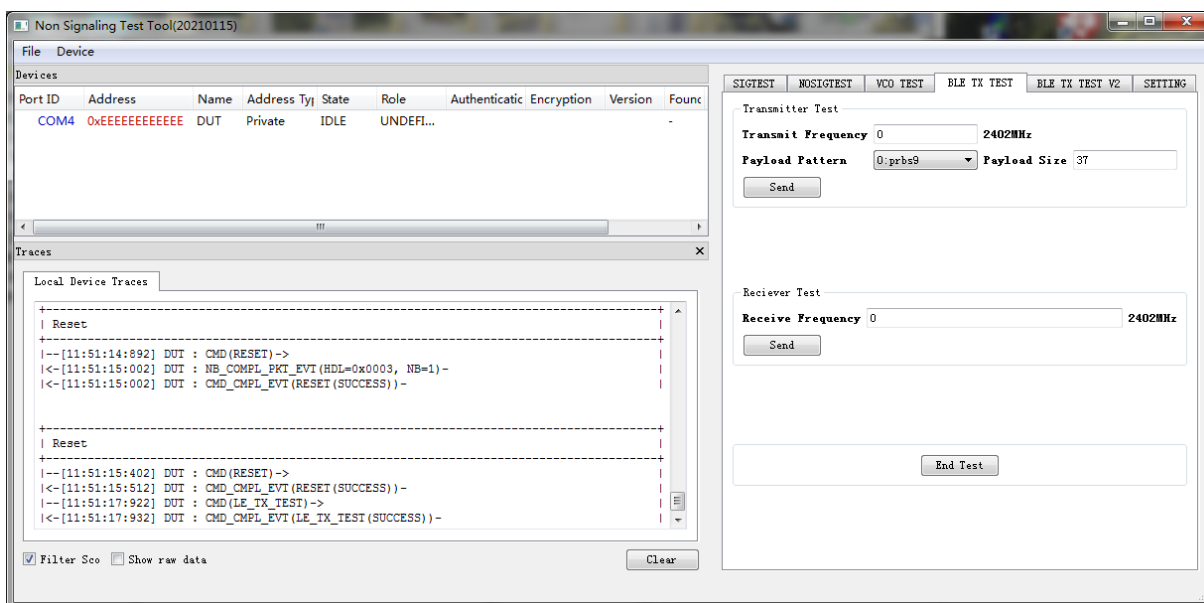 Non Signaling Test Tool(20210115)
File Device
Devices
Port ID Address Name Address Ty State Role Authenticatic Encryption Version Founc
COM4 0xEEEEEEEEEEEE DUT Private IDLE UNDEFI... -
Traces
Local Device Traces
| Reset |
|--[11:51:14:892] DUT : CMD(RESET)-> |
|<-[11:51:15:002] DUT : NB_COMPL_PKT_EVT(HDL=0x0003, NB=1)- |
|<-[11:51:15:002] DUT : CMD_CMPL_EVT(RESET(SUCCESS))- |
| Reset |
|--[11:51:15:402] DUT : CMD(RESET)-> |
|<-[11:51:15:512] DUT : CMD_CMPL_EVT(RESET(SUCCESS))- |
|--[11:51:17:922] DUT : CMD(LE_TX_TEST)-> |
|<-[11:51:17:932] DUT : CMD_CMPL_EVT(LE_TX_TEST(SUCCESS))- |
Filter Sco Show raw data Clear
SIGTEST NOSIGTEST VCO TEST BLE TX TEST BLE TX TEST V2 SETTING
Transmitter Test
Transmit Frequency 0 2402MHz
Payload Pattern 0:prbs9 Payload Size 37
Send
Reciever Test
Receive Frequency 0 2402MHz
Send
End Test